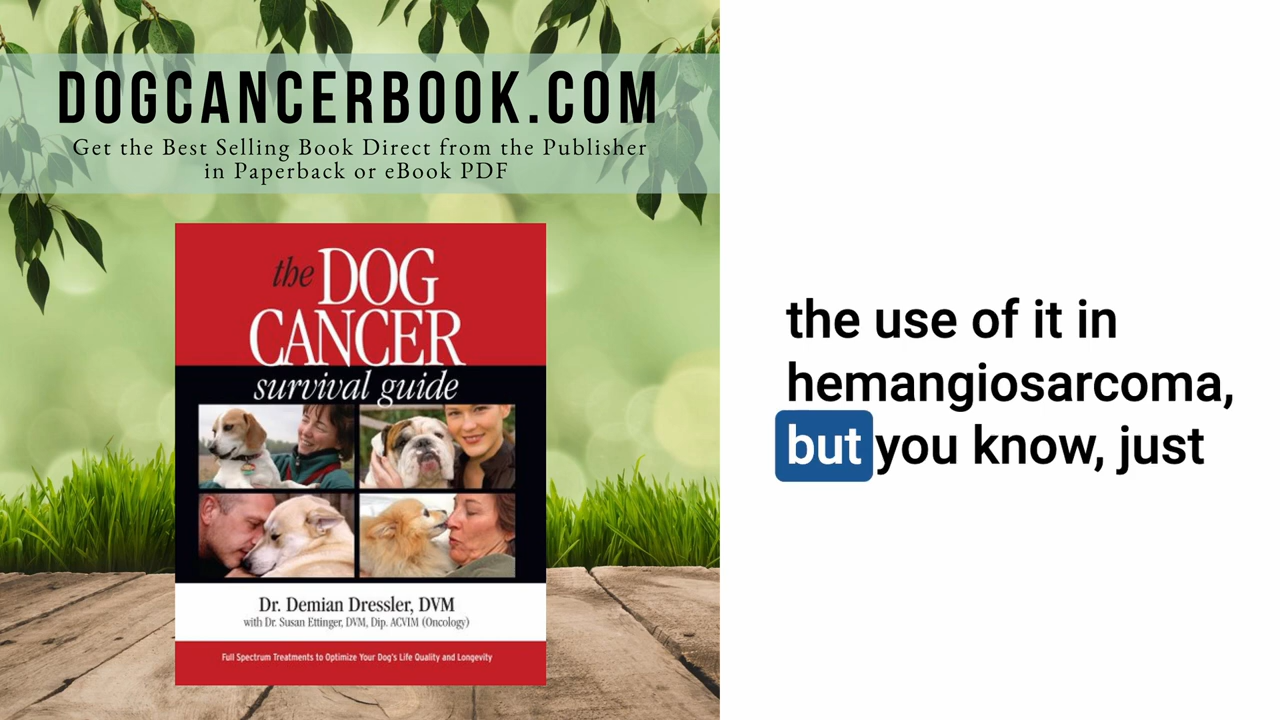 DOGCANCERBOOK.COM
Get the Best Selling Book Direct from the Publisher
in Paperback or eBook PDF
the DOG
CANCER
survival guide
Dr. Demian Dressler, DVM
with Dr. Susan Ettinger, DVM, Dip. ACVIM (Oncology)
Full Spectrum Treatments to Optimize Your Dog's Life Quality and Longevity
the use of it in
hemangiosarcoma,
but you know, just